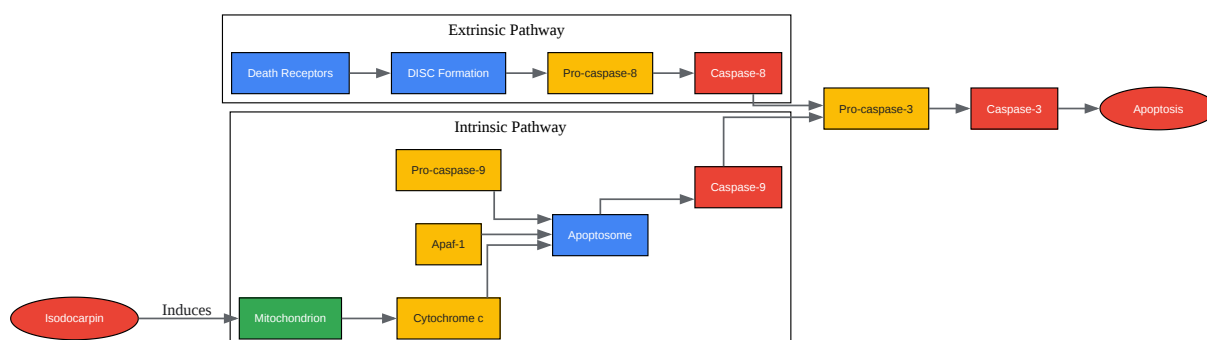 Extrinsic Pathway
Death Receptors
DISC Formation
Pro-caspase-8
Caspase-8
Pro-caspase-3
Caspase-3
Apoptosis
Intrinsic Pathway
Pro-caspase-9
Caspase-9
Apaf-1
Apoptosome
Isodocarpin
Induces
Mitochondrion
Cytochrome c